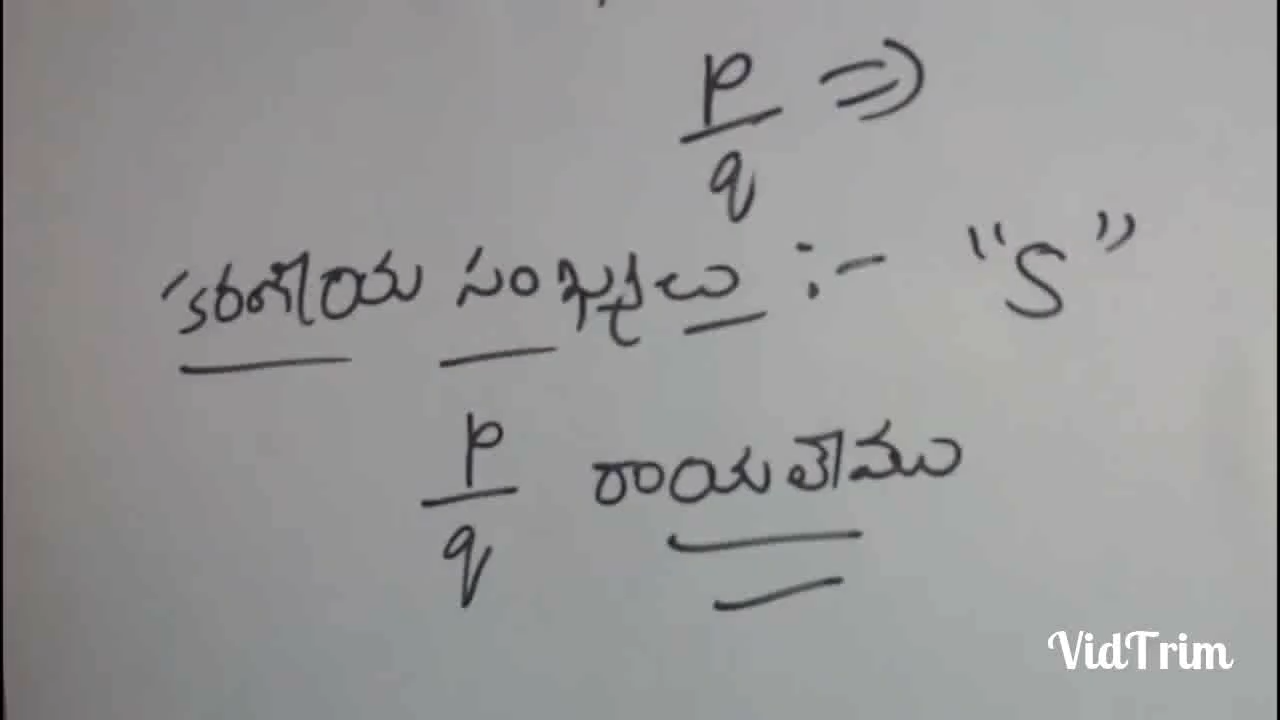 p/q ⇒
కరణీయ సంఖ్యలు :- "S"
p/q రాయలేము
VidTrim